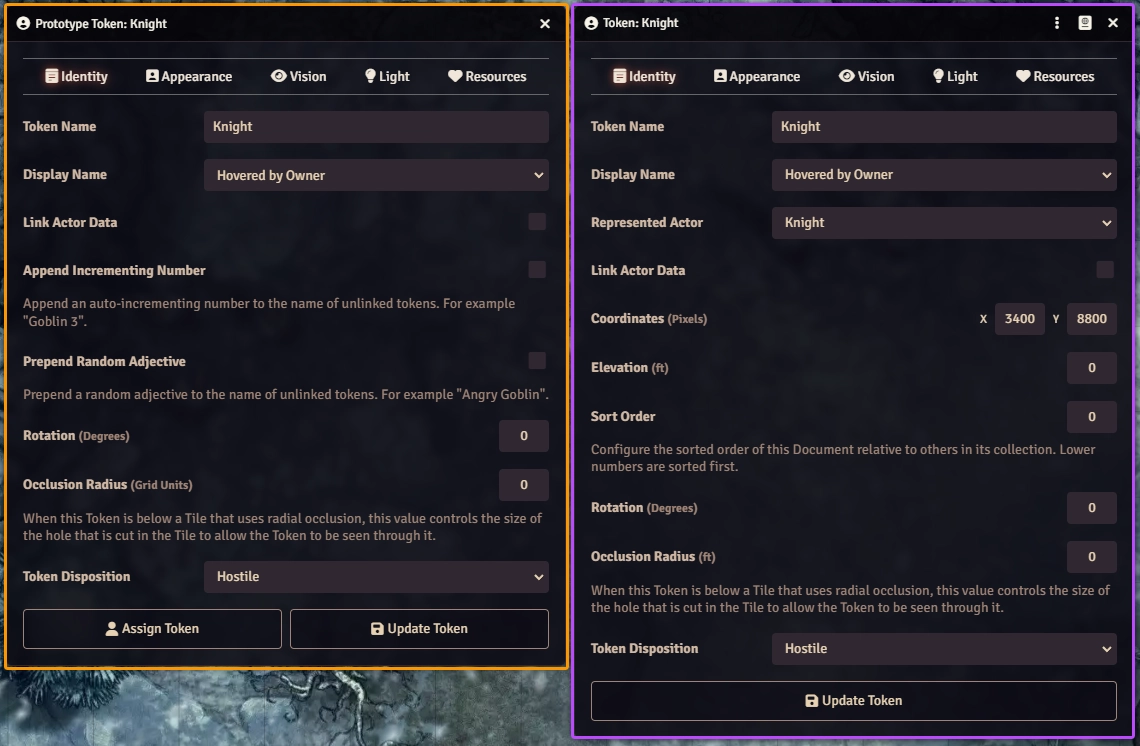 Prototype Token: Knight
Identity Appearance Vision Light Resources
Token Name Knight
Display Name Hovered by Owner
Link Actor Data
Append Incrementing Number
Append an auto-incrementing number to the name of unlinked tokens. For example
"Goblin 3".
Prepend Random Adjective
Prepend a random adjective to the name of unlinked tokens. For example "Angry Goblin".
Rotation (Degrees) 0
Occlusion Radius (Grid Units) 0
When this Token is below a Tile that uses radial occlusion, this value controls the size of
the hole that is cut in the Tile to allow the Token to be seen through it.
Token Disposition Hostile
Assign Token Update Token
Token: Knight
Identity Appearance Vision Light Resources
Token Name Knight
Display Name Hovered by Owner
Represented Actor Knight
Link Actor Data
Coordinates (Pixels) X 3400 Y 8800
Elevation (ft) 0
Sort Order 0
Configure the sorted order of this Document relative to others in its collection. Lower
numbers are sorted first.
Rotation (Degrees) 0
Occlusion Radius (ft) 0
When this Token is below a Tile that uses radial occlusion, this value controls the size of
the hole that is cut in the Tile to allow the Token to be seen through it.
Token Disposition Hostile
Update Token